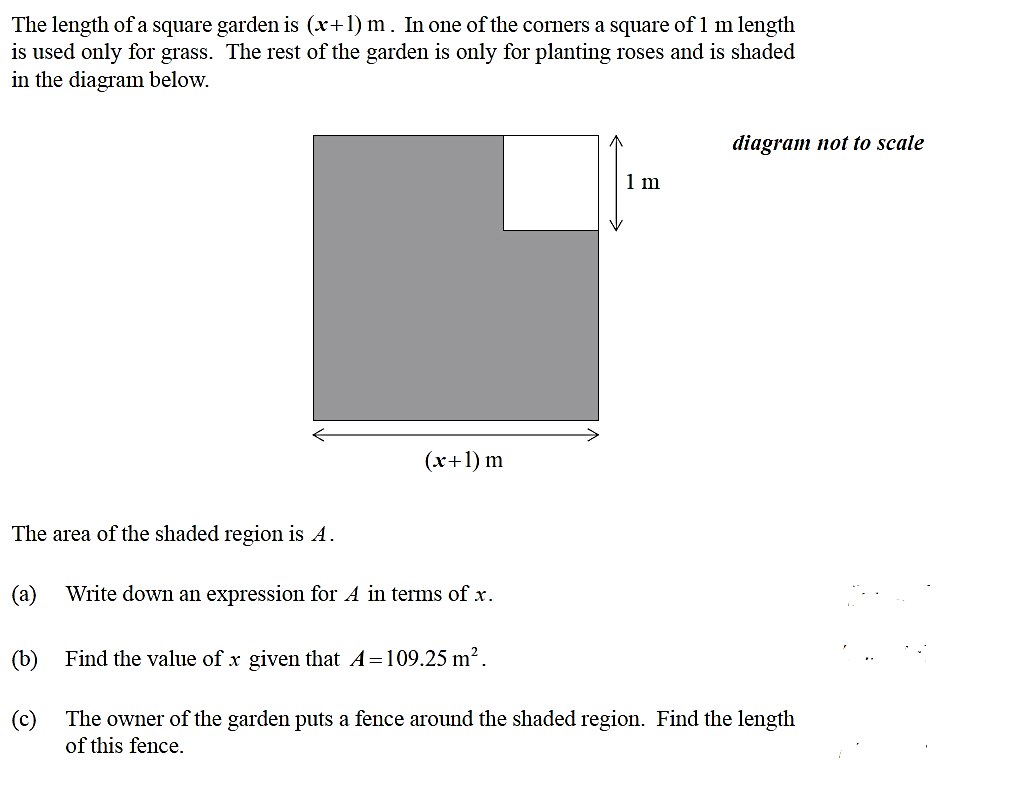 The length of a square garden is (x+1) m . In one of the corners a square of 1 m length
is used only for grass. The rest of the garden is only for planting roses and is shaded
in the diagram below.
diagram not to scale
1 m
(x+1) m
The area of the shaded region is A .
(a) Write down an expression for A in terms of x .
(b) Find the value of x given that A = 109.25 m² .
(c) The owner of the garden puts a fence around the shaded region. Find the length
of this fence.